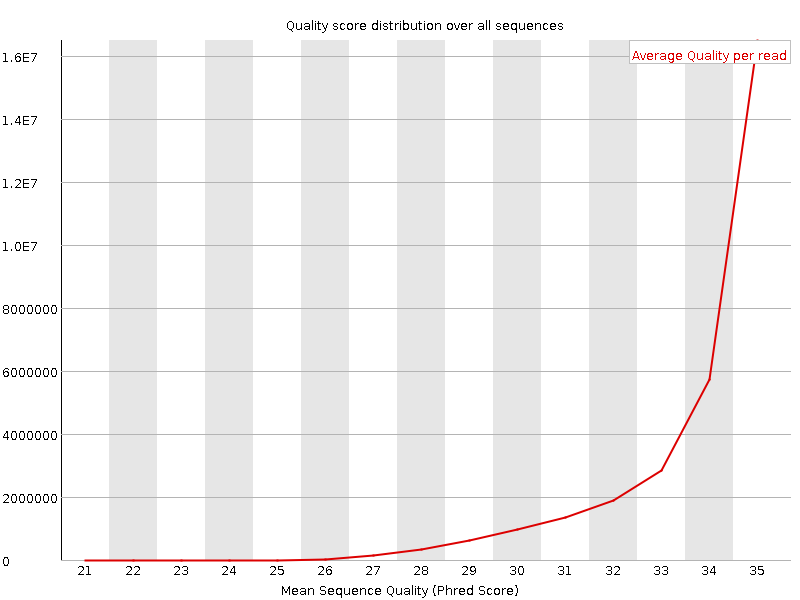 Quality score distribution over all sequences
Average Quality per read
1.6E7
1.4E7
1.2E7
1.0E7
8000000
6000000
4000000
2000000
0
21 22 23 24 25 26 27 28 29 30 31 32 33 34 35
Mean Sequence Quality (Phred Score)